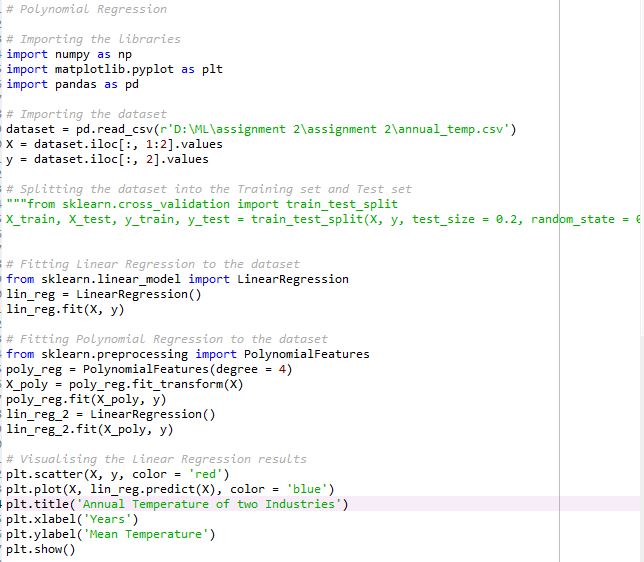 # Polynomial Regression
# Importing the libraries
import numpy as np
import matplotlib.pyplot as plt
import pandas as pd
# Importing the dataset
dataset = pd.read_csv(r'D:\ML\assignment 2\assignment 2\annual_temp.csv')
X = dataset.iloc[:, 1:2].values
y = dataset.iloc[:, 2].values
# Splitting the dataset into the Training set and Test set
"""from sklearn.cross_validation import train_test_split
X_train, X_test, y_train, y_test = train_test_split(X, y, test_size = 0.2, random_state = 0
# Fitting Linear Regression to the dataset
from sklearn.linear_model import LinearRegression
lin_reg = LinearRegression()
lin_reg.fit(X, y)
# Fitting Polynomial Regression to the dataset
from sklearn.preprocessing import PolynomialFeatures
poly_reg = PolynomialFeatures(degree = 4)
X_poly = poly_reg.fit_transform(X)
poly_reg.fit(X_poly, y)
lin_reg_2 = LinearRegression()
lin_reg_2.fit(X_poly, y)
# Visualising the Linear Regression results
plt.scatter(X, y, color = 'red')
plt.plot(X, lin_reg.predict(X), color = 'blue')
plt.title('Annual Temperature of two Industries')
plt.xlabel('Years')
plt.ylabel('Mean Temperature')
plt.show()